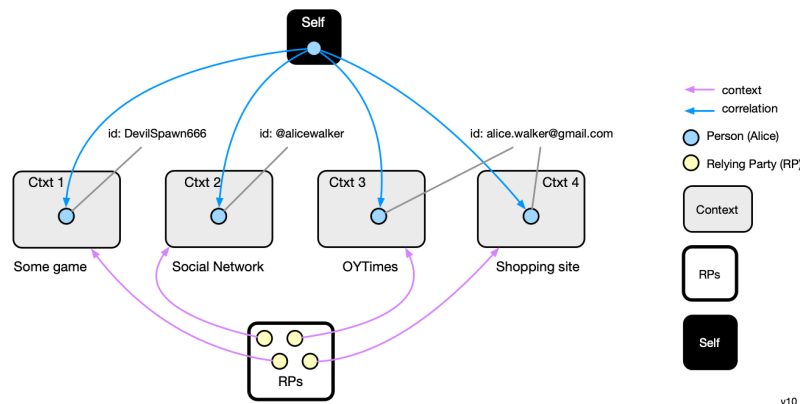 Self
id: DevilSpawn666
id: @alicewalker
id: alice.walker@gmail.com
Ctxt 1
Ctxt 2
Ctxt 3
Ctxt 4
Some game
Social Network
OYTimes
Shopping site
RPs
context
correlation
Person (Alice)
Relying Party (RP)
Context
RPs
Self
v10